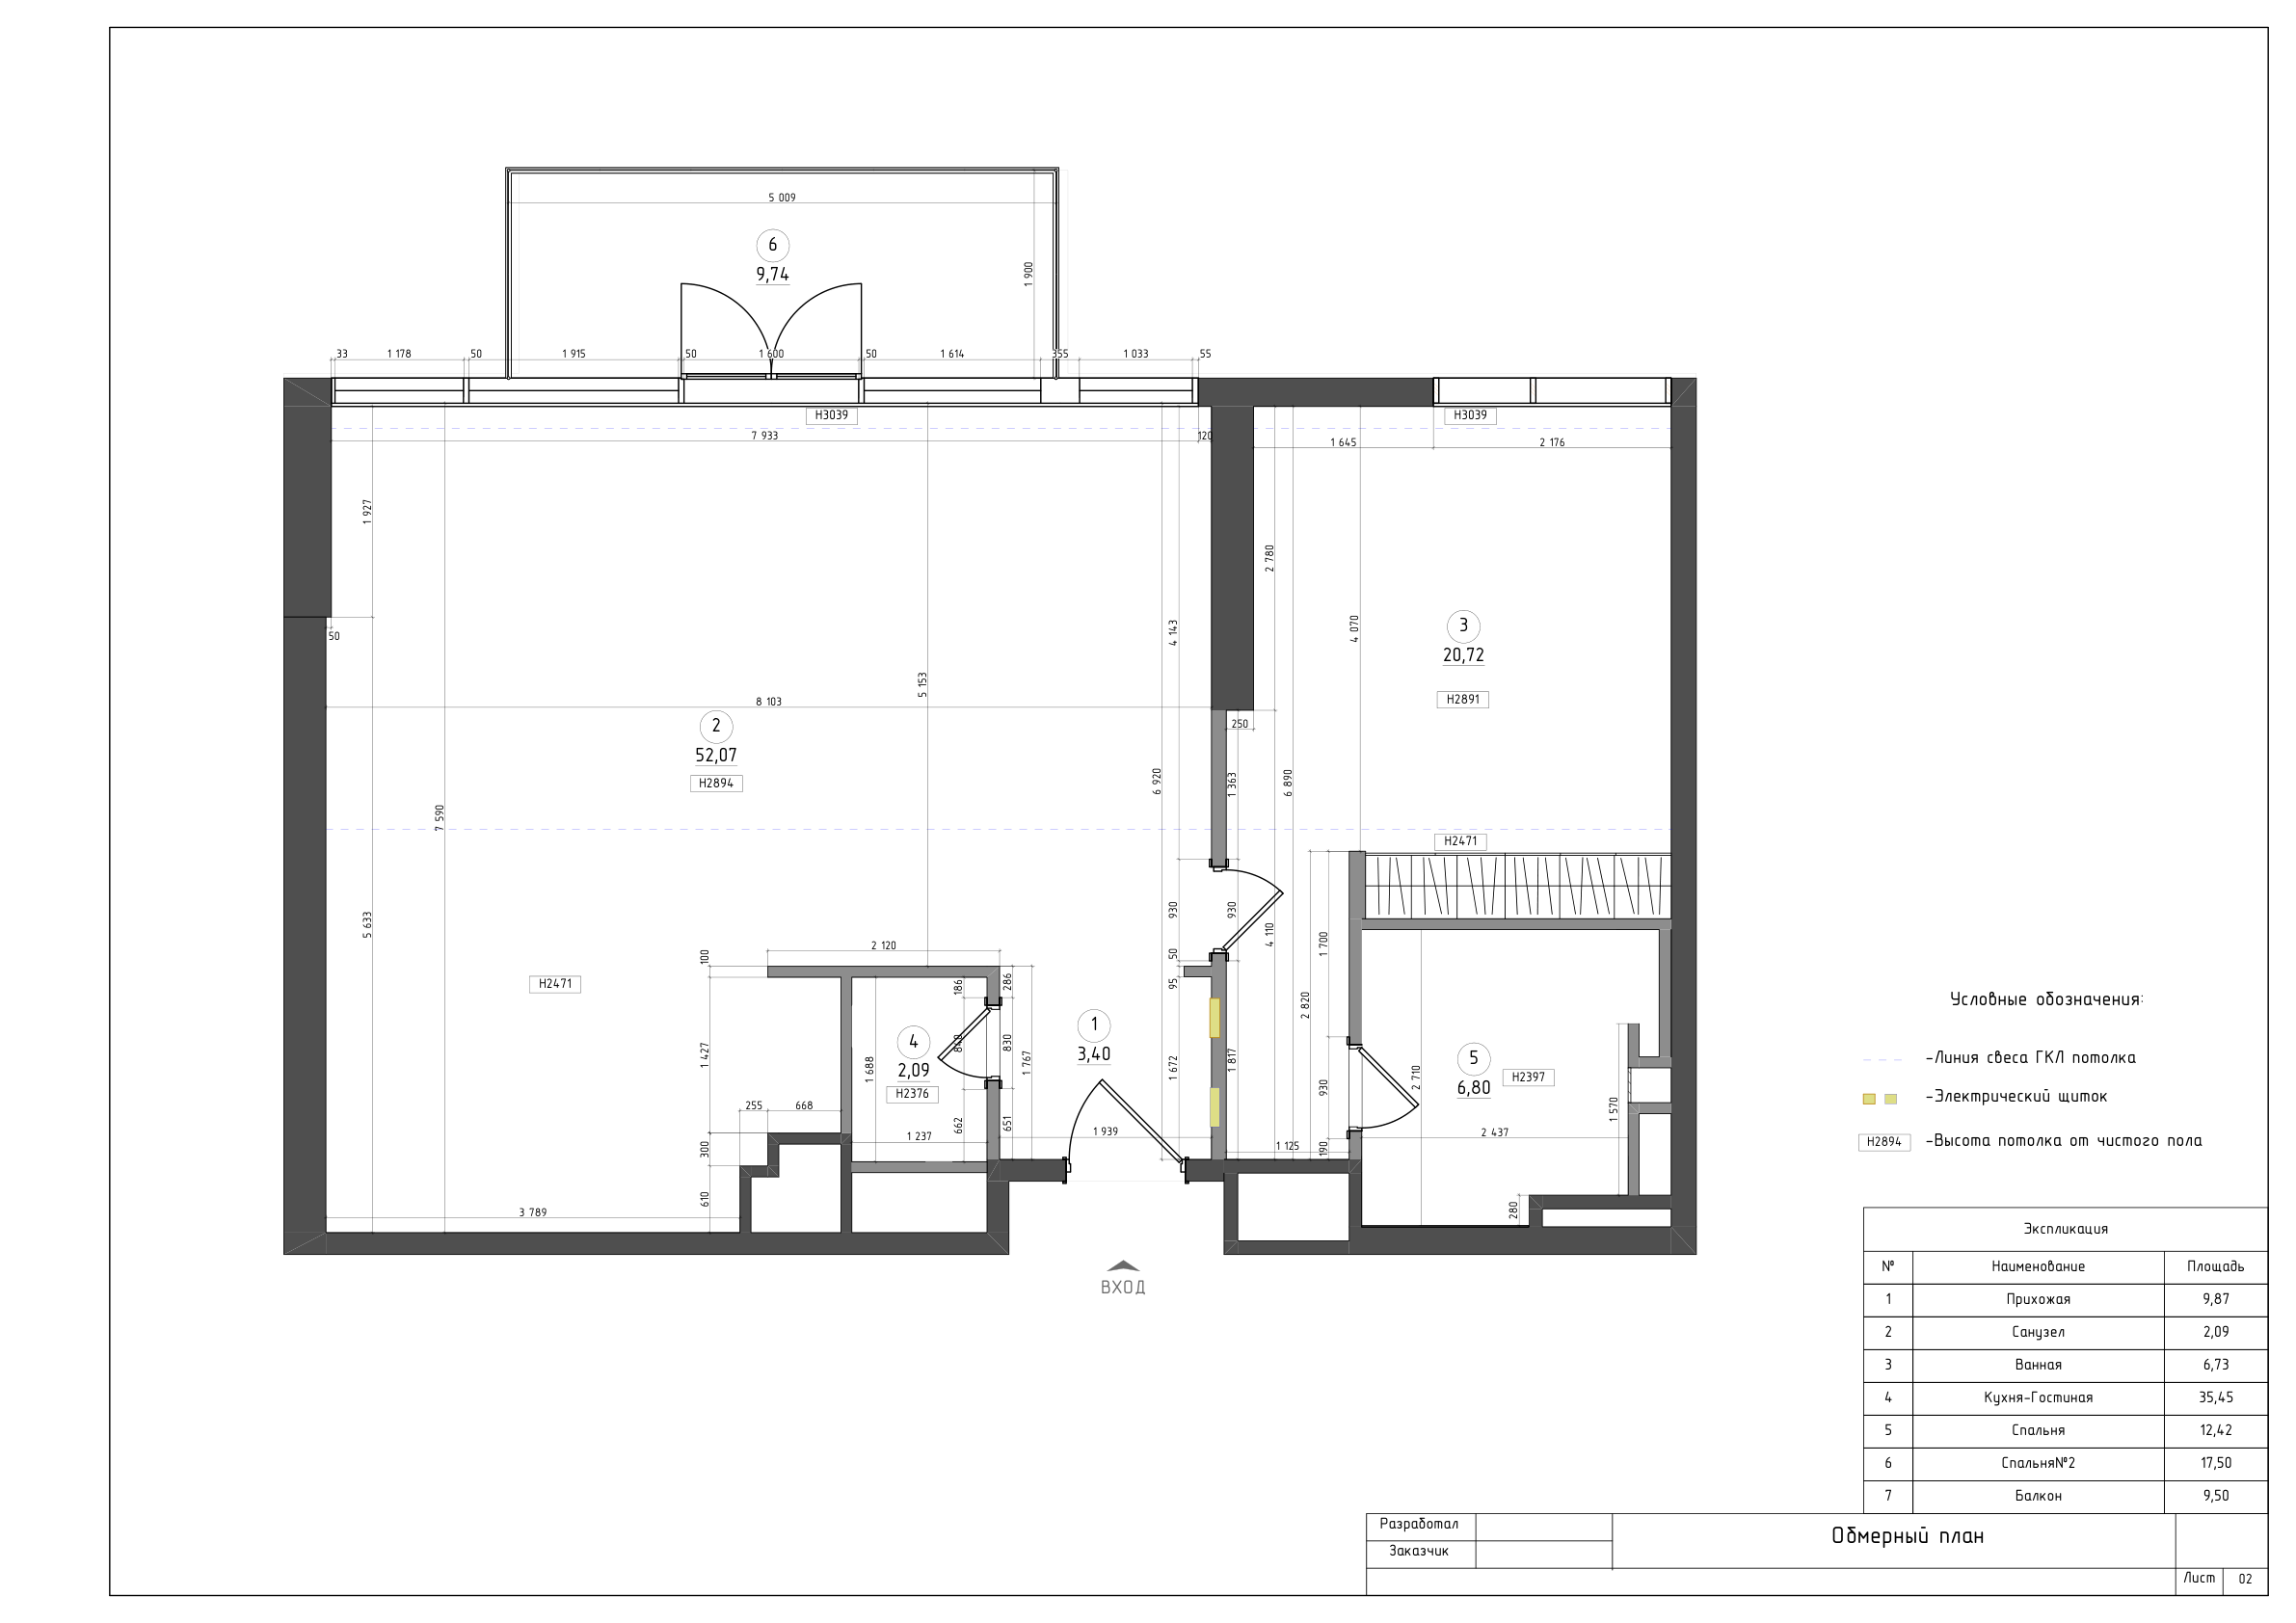 5 009
6
9,74
1 900
33
1 178
50
1 915
50
1 600
50
1 614
355
1 033
55
H3039
H3039
7 933
120
1 645
2 176
1 927
50
2 780
4 143
4 070
3
20,72
H2891
5 153
8 103
2
52,07
H2894
250
6 920
1 363
6 890
7 590
H2471
5 633
930
930
4 110
50
1 700
2 120
100
H2471
186
286
95
2 820
1
3,40
4
2,09
H2376
840
830
1 767
1 427
1 688
1 672
1 817
5
6,80
H2397
2 710
930
1 570
255
668
662
651
1 237
1 939
1 125
190
2 437
300
610
3 789
280
ВХОД
Условные обозначения:
-Линия свеса ГКЛ потолка
-Электрический щиток
H2894 -Высота потолка от чистого пола
Экспликация
№ Наименование Площадь
1 Прихожая 9,87
2 Санузел 2,09
3 Ванная 6,73
4 Кухня-Гостиная 35,45
5 Спальня 12,42
6 Спальня№2 17,50
7 Балкон 9,50
Разработал
Обмерный план
Заказчик
Лист 02